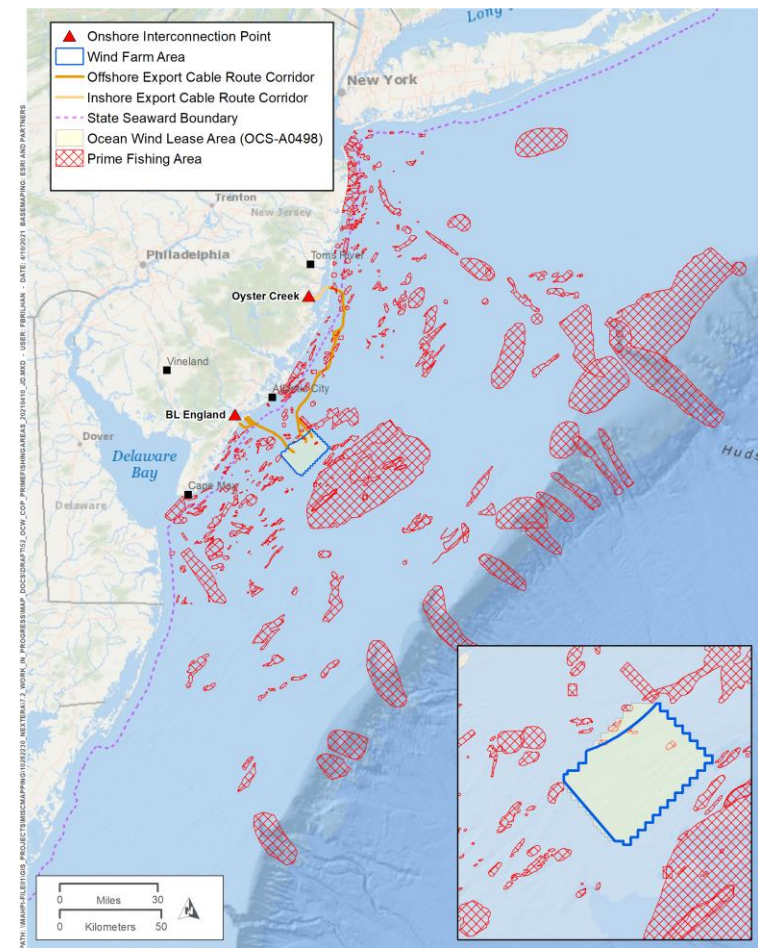 Long
Onshore Interconnection Point
Wind Farm Area
Offshore Export Cable Route Corridor
Inshore Export Cable Route Corridor
State Seaward Boundary
Ocean Wind Lease Area (OCS-A0498)
Prime Fishing Area
New York
Trenton
New Jersey
Philadelphia
Toms River
Oyster Creek
Vineland
Atlantic City
BL England
Dover
Delaware
Bay
Huds
Cape May
Delaware
0 Miles 30
0 Kilometers 50